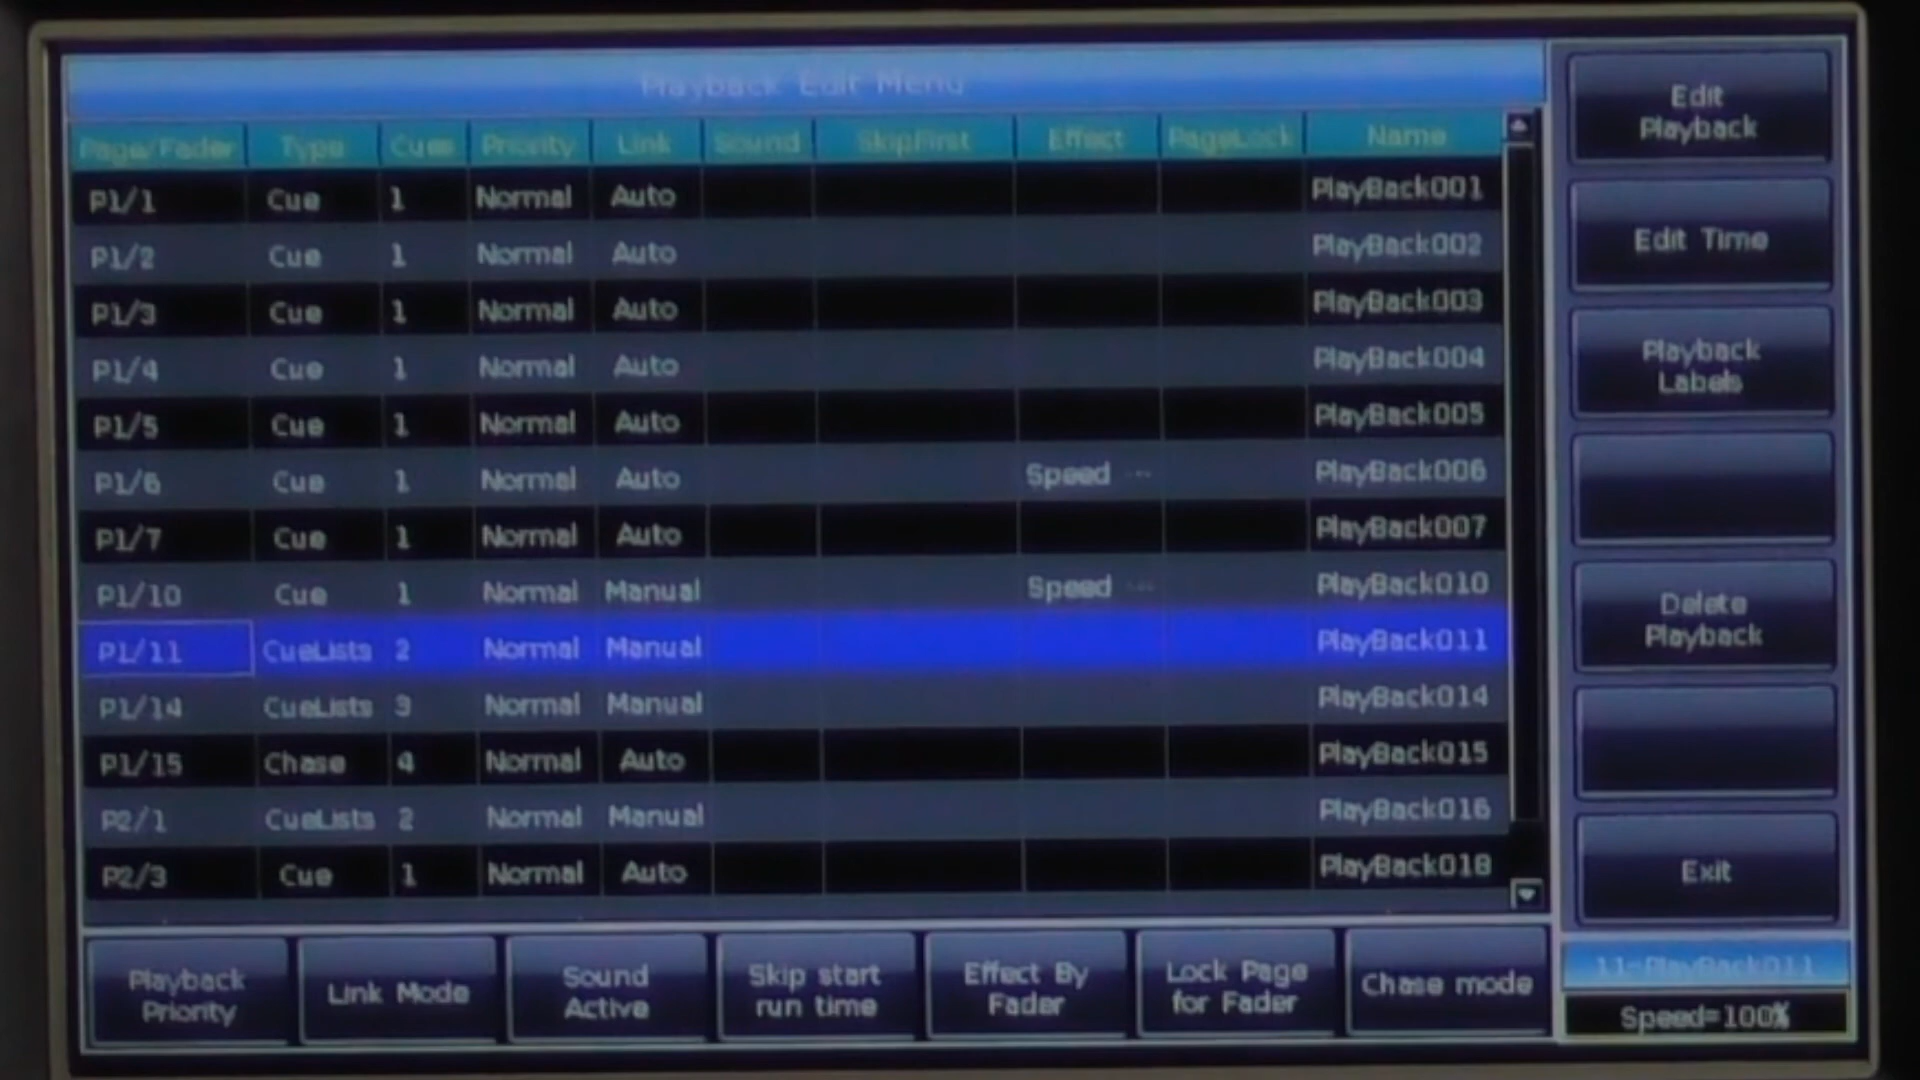 Playback Edit Menu
Page/Fader Type Cues Priority Link Sound SkipFirst Effect PageLock Name
P1/1 Cue 1 Normal Auto PlayBack001
P1/2 Cue 1 Normal Auto PlayBack002
P1/3 Cue 1 Normal Auto PlayBack003
P1/4 Cue 1 Normal Auto PlayBack004
P1/5 Cue 1 Normal Auto PlayBack005
P1/6 Cue 1 Normal Auto Speed --- PlayBack006
P1/7 Cue 1 Normal Auto PlayBack007
P1/10 Cue 1 Normal Manual Speed --- PlayBack010
P1/11 CueLists 2 Normal Manual PlayBack011
P1/14 CueLists 3 Normal Manual PlayBack014
P1/15 Chase 4 Normal Auto PlayBack015
P2/1 CueLists 2 Normal Manual PlayBack016
P2/3 Cue 1 Normal Auto PlayBack018
Edit
Playback
Edit Time
Playback
Labels
Delete
Playback
Exit
11-PlayBack011
Speed=100%
Playback
Priority
Link Mode
Sound
Active
Skip start
run time
Effect By
Fader
Lock Page
for Fader
Chase mode